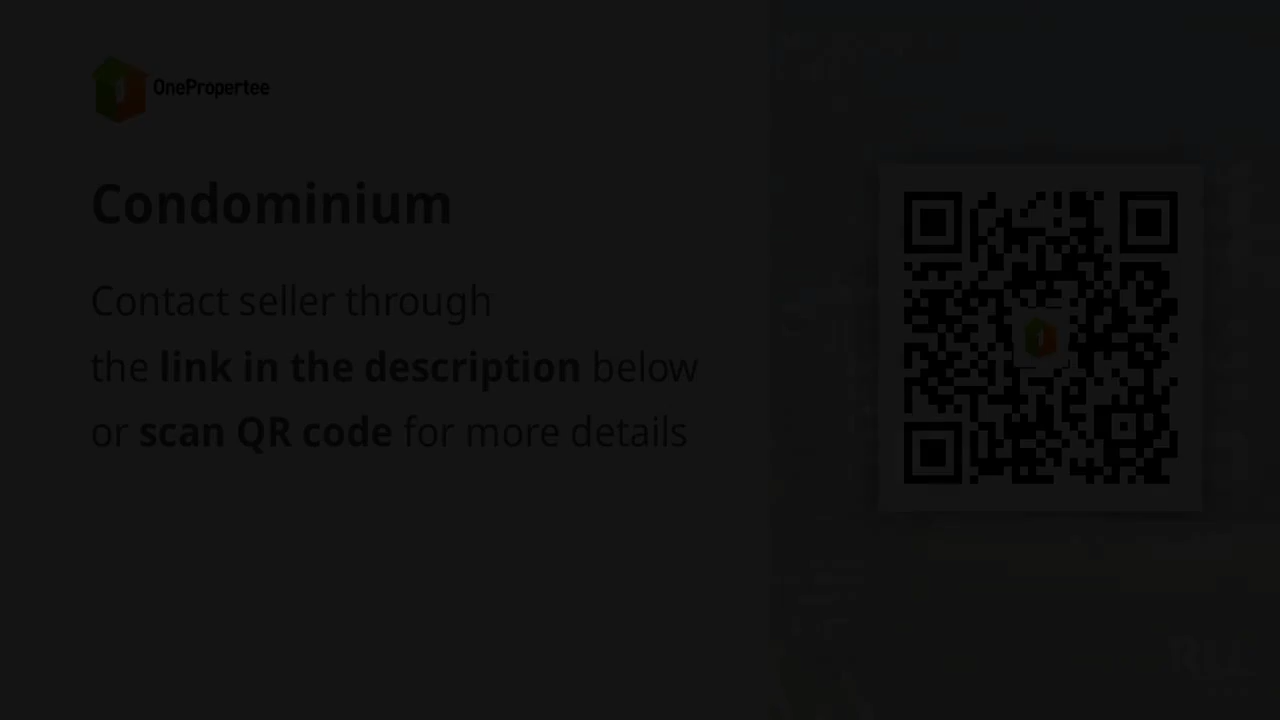 OnePropertee
Condominium
Contact seller through
the link in the description below
or scan QR code for more details